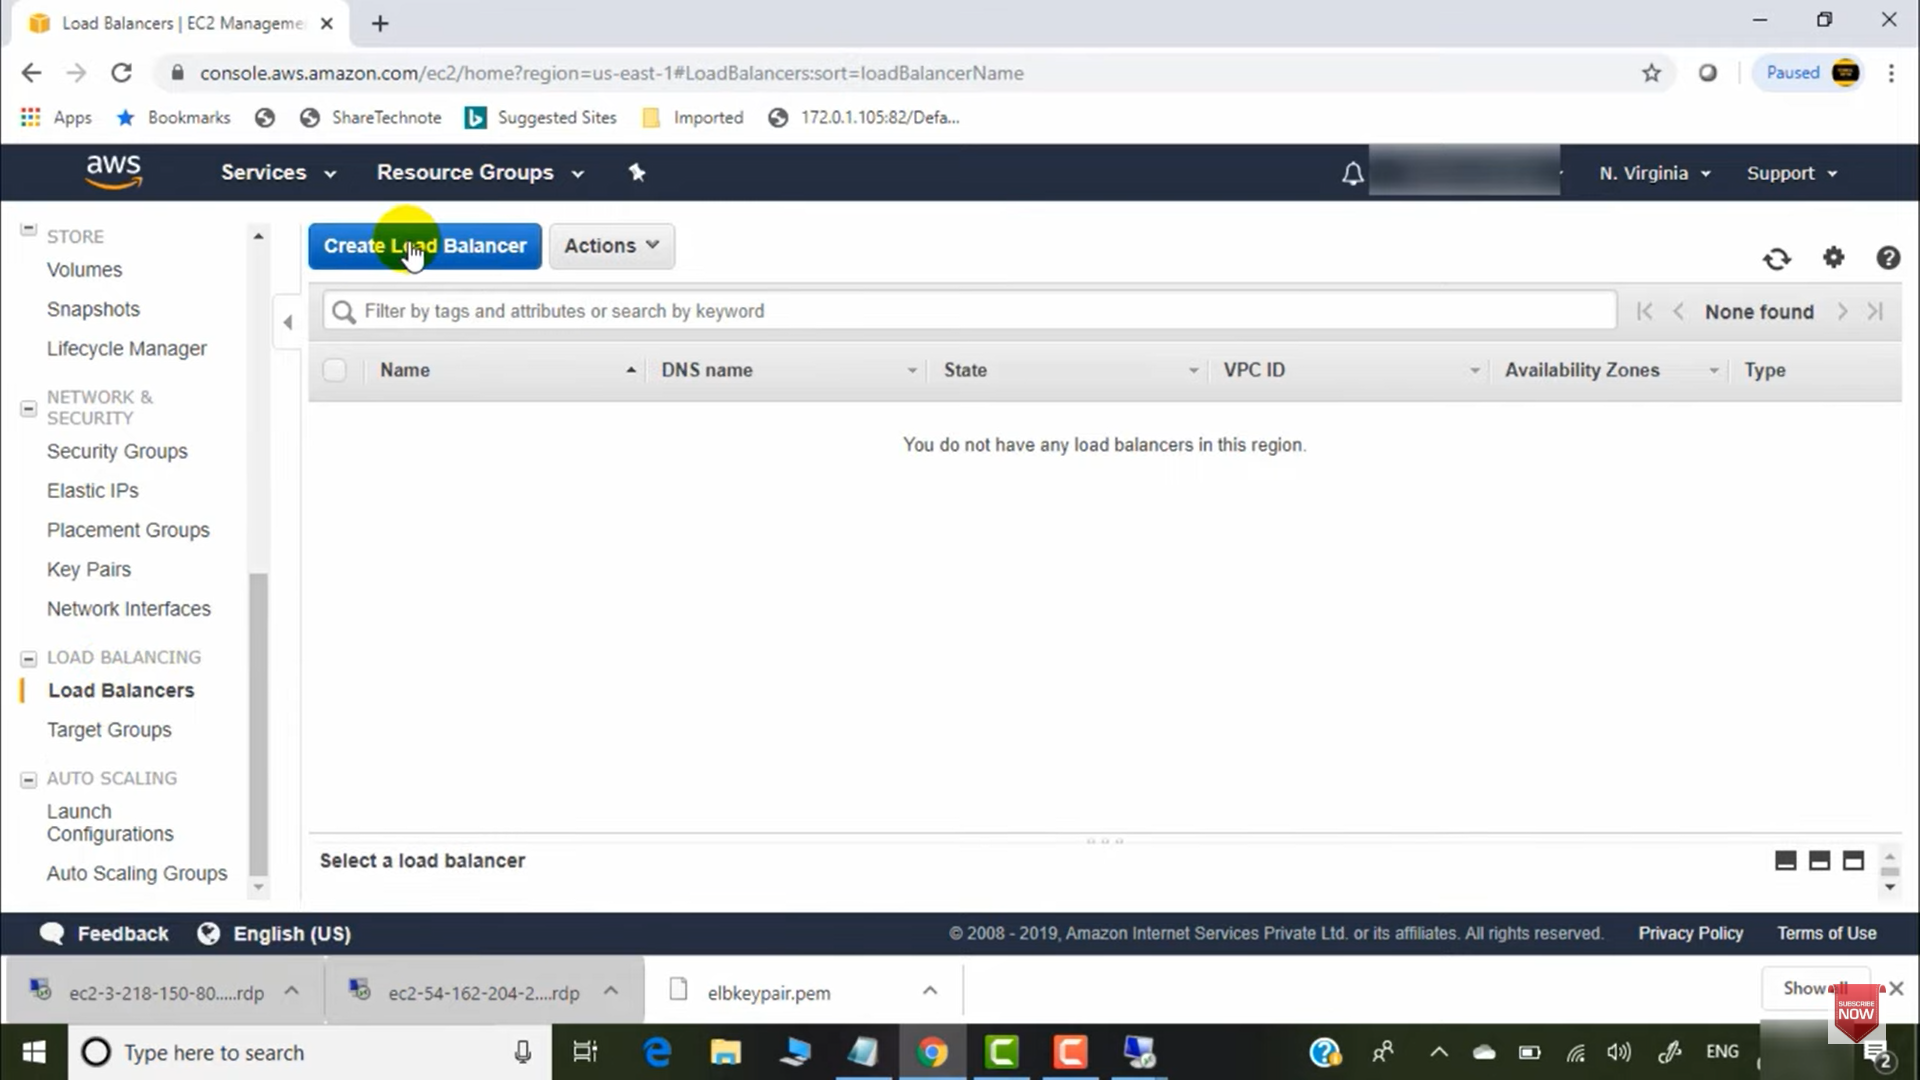 Load Balancers | EC2 Manageme
console.aws.amazon.com/ec2/home?region=us-east-1#LoadBalancers:sort=loadBalancerName
Paused
Apps
Bookmarks
ShareTechnote
Suggested Sites
Imported
172.0.1.105:82/Defa...
aws
Services
Resource Groups
N. Virginia
Support
STORE
Volumes
Snapshots
Lifecycle Manager
NETWORK &
SECURITY
Security Groups
Elastic IPs
Placement Groups
Key Pairs
Network Interfaces
LOAD BALANCING
Load Balancers
Target Groups
AUTO SCALING
Launch
Configurations
Auto Scaling Groups
Create Load Balancer
Actions
Filter by tags and attributes or search by keyword
None found
Name
DNS name
State
VPC ID
Availability Zones
Type
You do not have any load balancers in this region.
Select a load balancer
Feedback
English (US)
© 2008 - 2019, Amazon Internet Services Private Ltd. or its affiliates. All rights reserved.
Privacy Policy
Terms of Use
ec2-3-218-150-80.....rdp
ec2-54-162-204-2....rdp
elbkeypair.pem
Show all
SUBSCRIBE
NOW
Type here to search
ENG
2